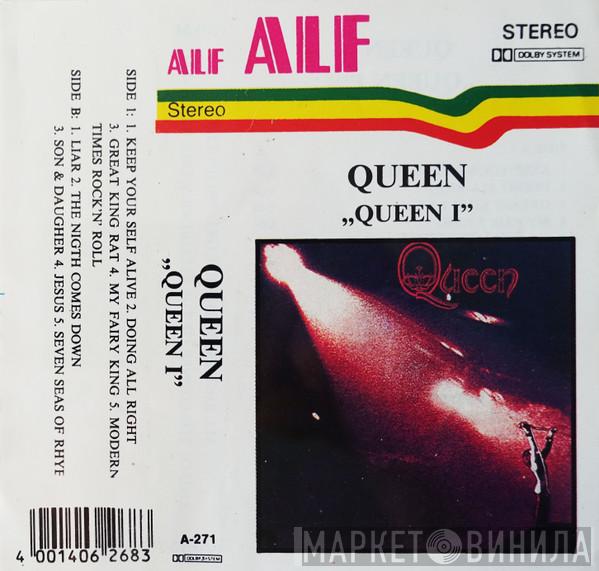 ALF ALF
STEREO
DOLBY SYSTEM
Stereo
QUEEN
„QUEEN I”
Queen
QUEEN
„QUEEN I”
SIDE 1: 1. KEEP YOUR SELF ALIVE 2. DOING ALL RIGHT
3. GREAT KING RAT 4. MY FAIRY KING 5. MODERN
TIMES ROCK'N' ROLL
SIDE B: 1. LIAR 2. THE NIGTH COMES DOWN
3. SON & DAUGHER 4. JESUS 5. SEVEN SEAS OF RHYE
A-271
DOLBY SYSTEM
4 001406 2683
МАРКЕТ ВИНИЛА